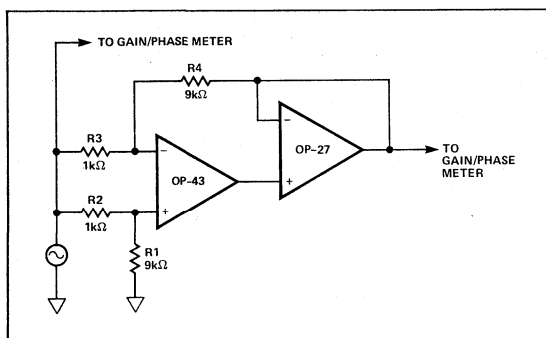 TO GAIN/PHASE METER
R4
9kΩ
R3
1kΩ
−
OP-43
+
R2
1kΩ
R1
9kΩ
−
OP-27
+
TO
GAIN/PHASE
METER